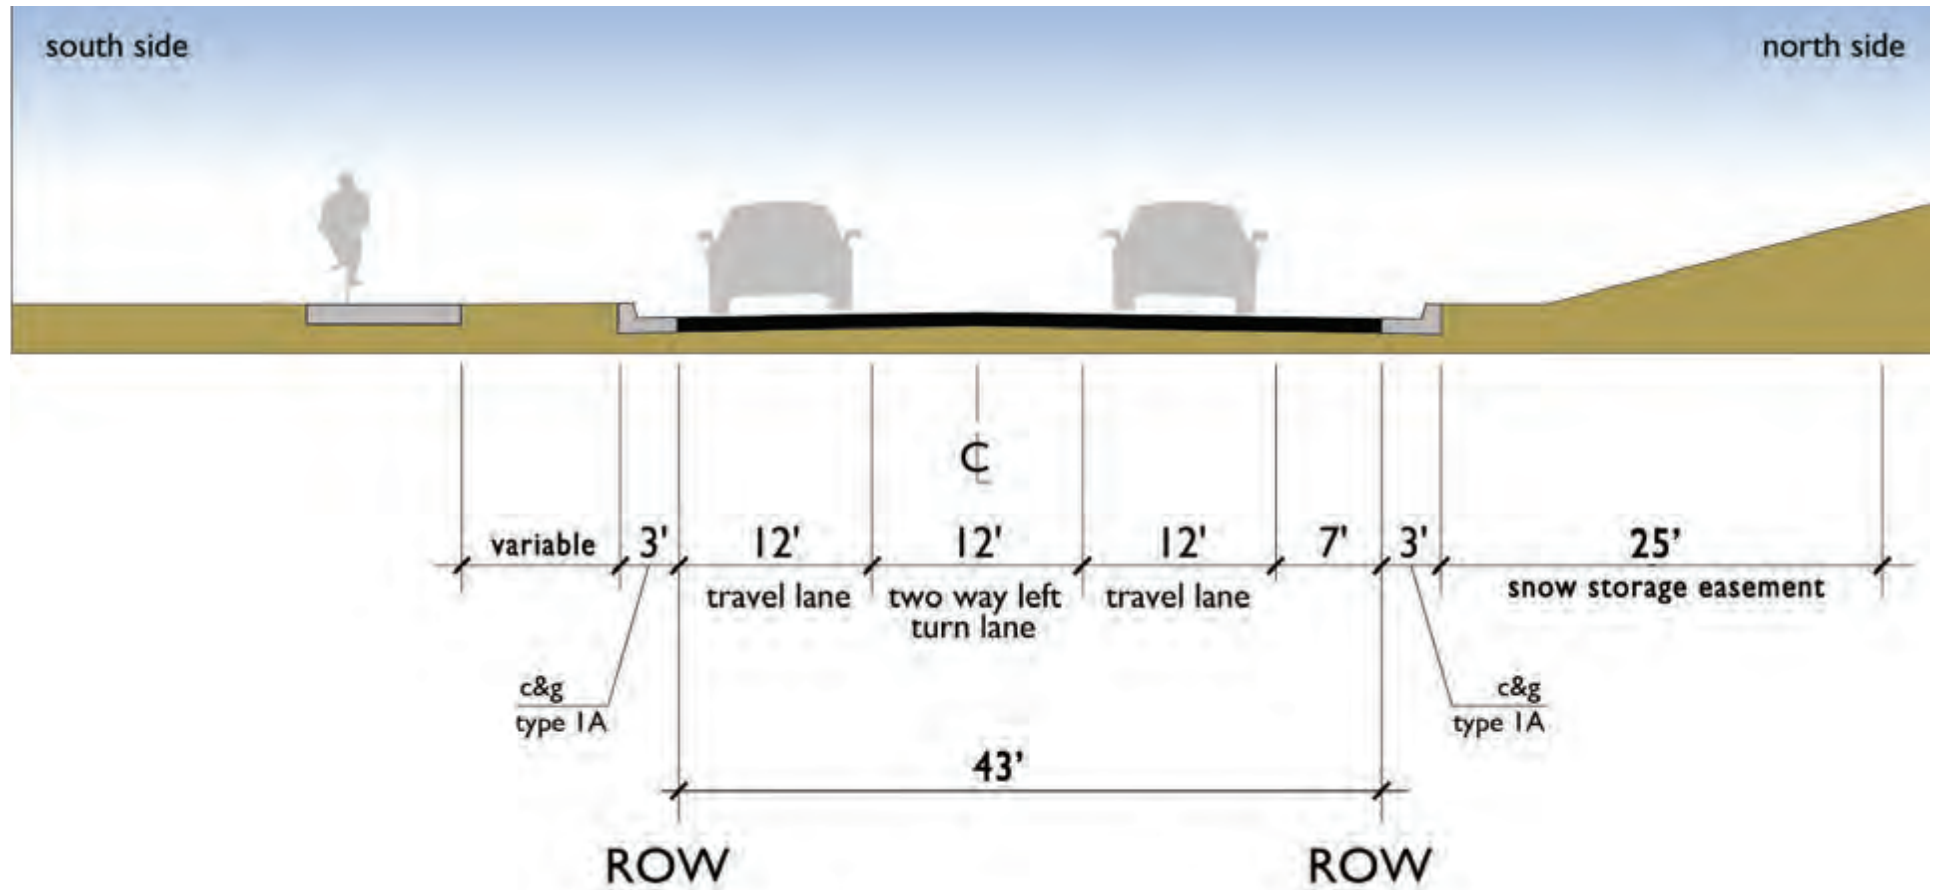 south side
north side
℄
variable
3'
12'
12'
12'
7'
3'
25'
travel lane
two way left
turn lane
travel lane
snow storage easement
c&g
type 1A
c&g
type 1A
43'
ROW
ROW